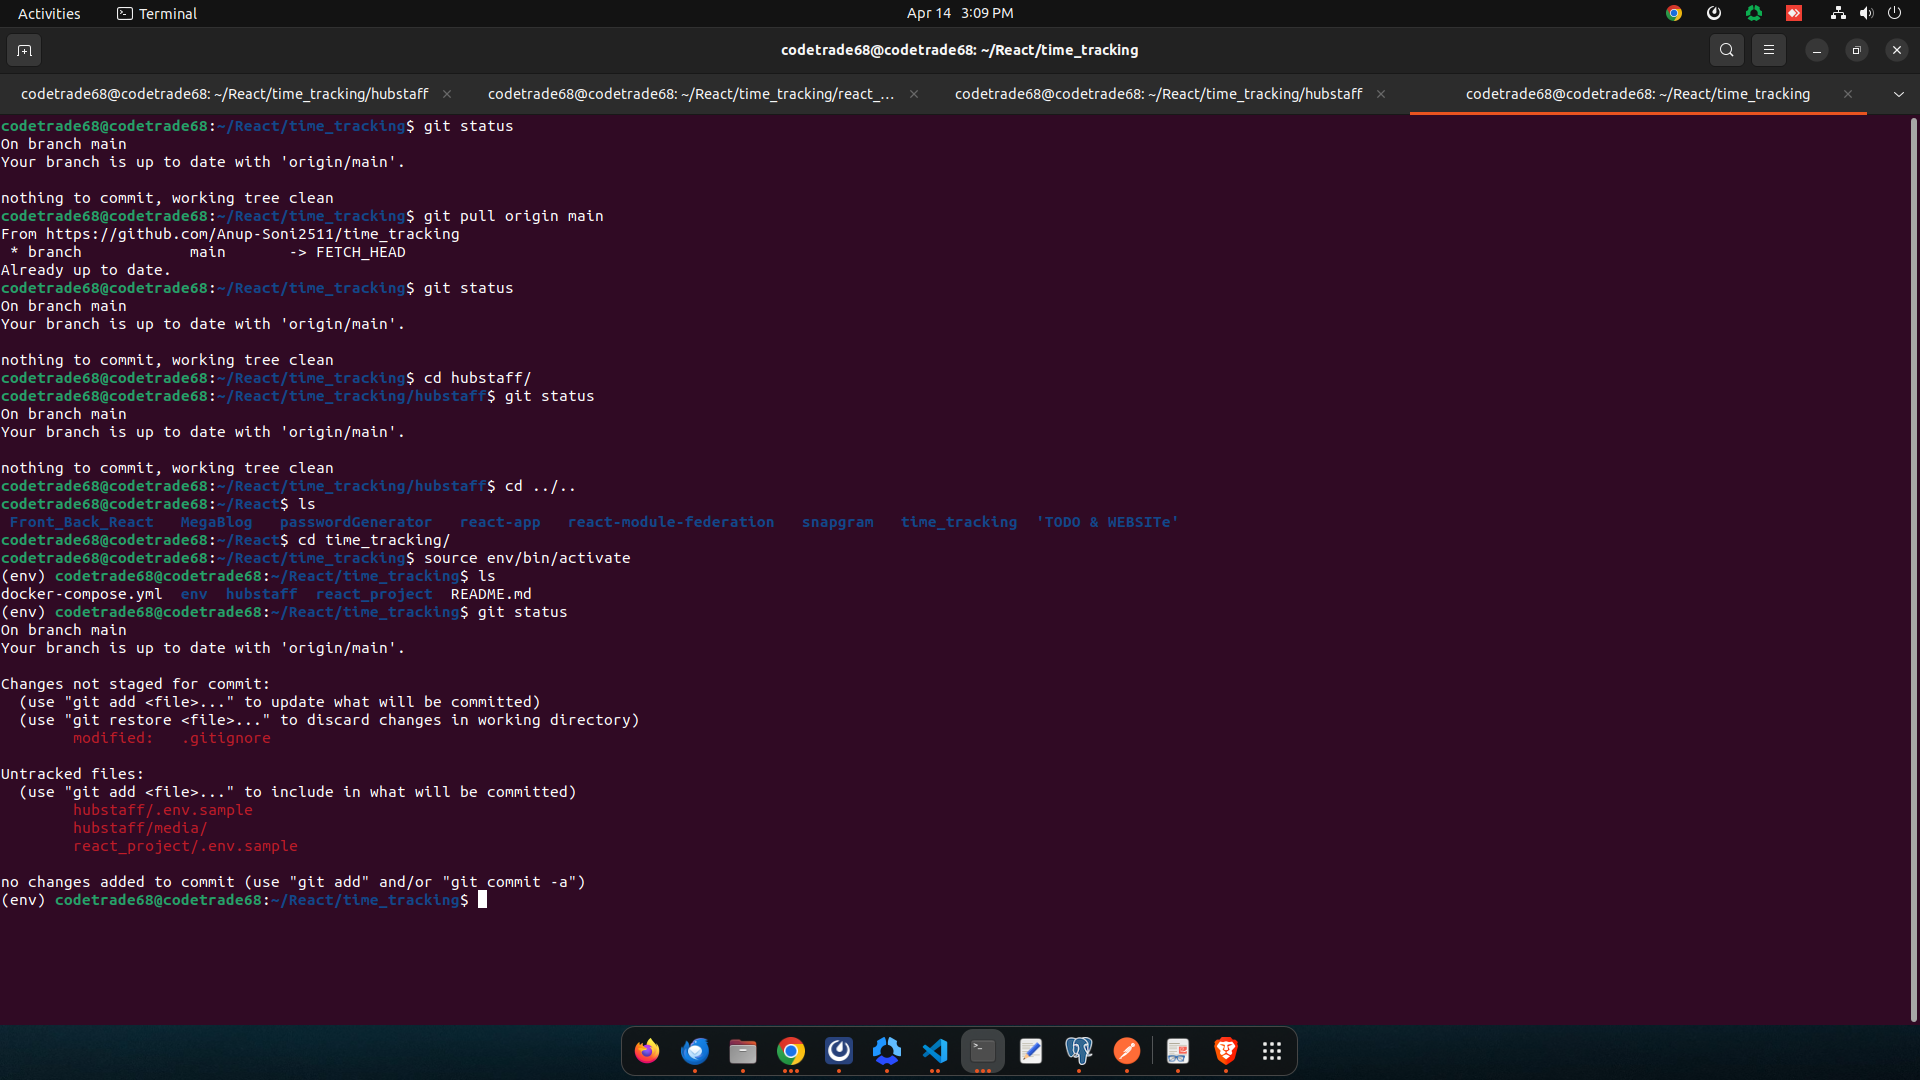 Activities Terminal Apr 14 3:09 PM
codetrade68@codetrade68: ~/React/time_tracking
codetrade68@codetrade68: ~/React/time_tracking/hubstaff codetrade68@codetrade68: ~/React/time_tracking/react_... codetrade68@codetrade68: ~/React/time_tracking/hubstaff codetrade68@codetrade68: ~/React/time_tracking
codetrade68@codetrade68:~/React/time_tracking$ git status
On branch main
Your branch is up to date with 'origin/main'.
nothing to commit, working tree clean
codetrade68@codetrade68:~/React/time_tracking$ git pull origin main
From https://github.com/Anup-Soni2511/time_tracking
 * branch            main       -> FETCH_HEAD
Already up to date.
codetrade68@codetrade68:~/React/time_tracking$ git status
On branch main
Your branch is up to date with 'origin/main'.
nothing to commit, working tree clean
codetrade68@codetrade68:~/React/time_tracking$ cd hubstaff/
codetrade68@codetrade68:~/React/time_tracking/hubstaff$ git status
On branch main
Your branch is up to date with 'origin/main'.
nothing to commit, working tree clean
codetrade68@codetrade68:~/React/time_tracking/hubstaff$ cd ../..
codetrade68@codetrade68:~/React$ ls
 Front_Back_React   MegaBlog   passwordGenerator   react-app   react-module-federation   snapgram   time_tracking  'TODO & WEBSITe'
codetrade68@codetrade68:~/React$ cd time_tracking/
codetrade68@codetrade68:~/React/time_tracking$ source env/bin/activate
(env) codetrade68@codetrade68:~/React/time_tracking$ ls
docker-compose.yml  env  hubstaff  react_project  README.md
(env) codetrade68@codetrade68:~/React/time_tracking$ git status
On branch main
Your branch is up to date with 'origin/main'.
Changes not staged for commit:
  (use "git add <file>..." to update what will be committed)
  (use "git restore <file>..." to discard changes in working directory)
        modified:   .gitignore
Untracked files:
  (use "git add <file>..." to include in what will be committed)
        hubstaff/.env.sample
        hubstaff/media/
        react_project/.env.sample
no changes added to commit (use "git add" and/or "git commit -a")
(env) codetrade68@codetrade68:~/React/time_tracking$